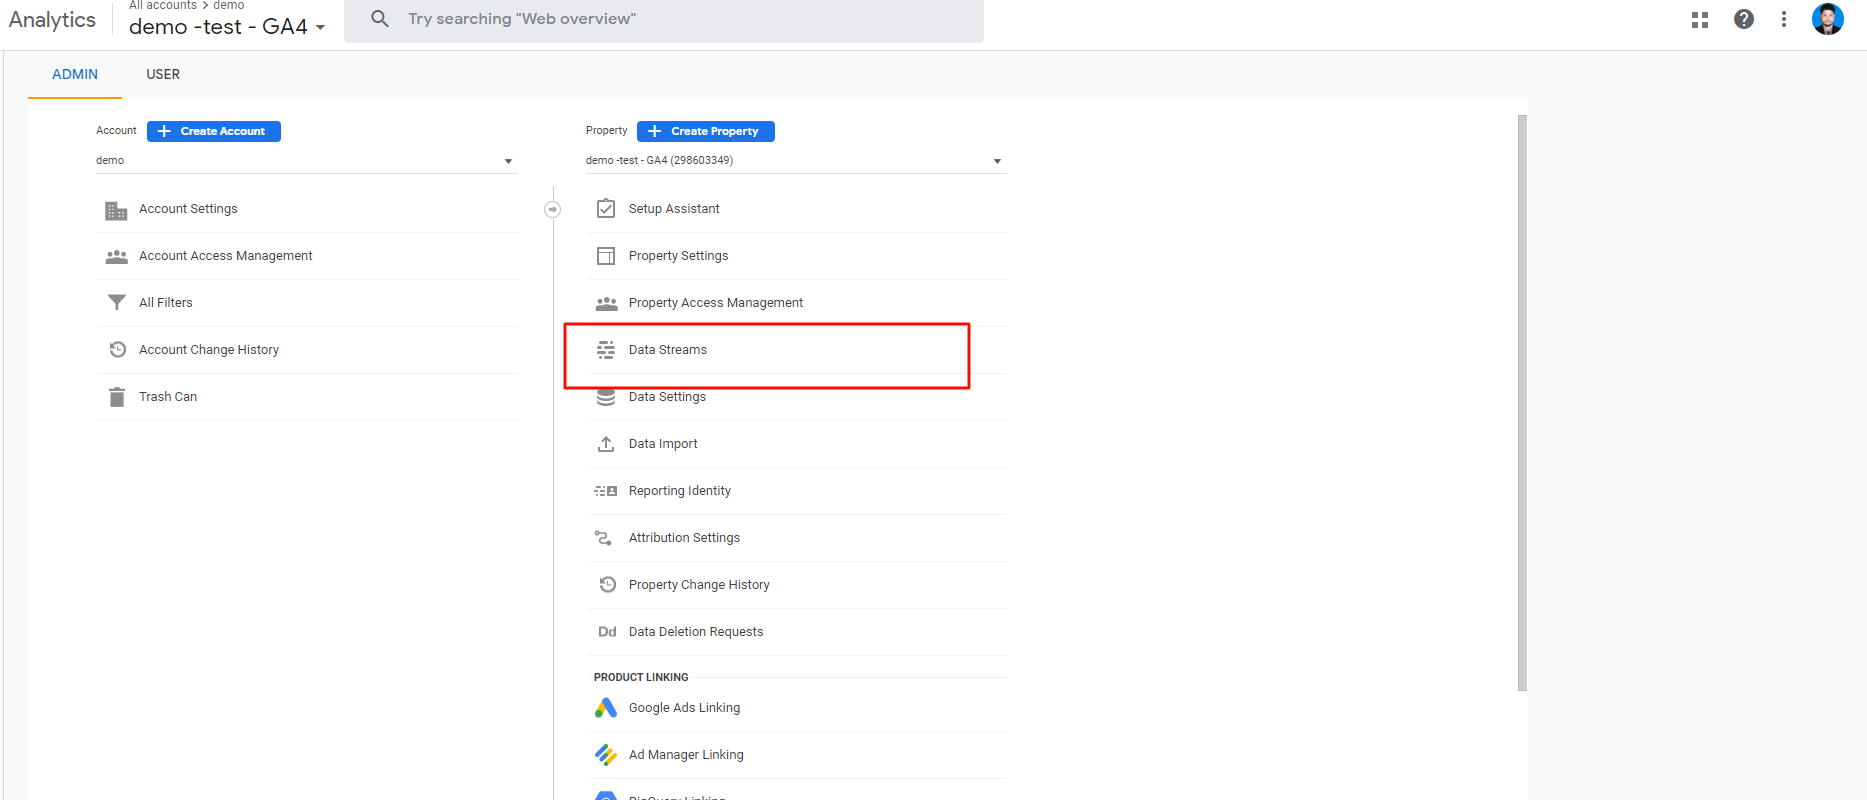 Analytics
All accounts > demo
demo -test - GA4
Try searching "Web overview"
ADMIN
USER
Account
Create Account
demo
Account Settings
Account Access Management
All Filters
Account Change History
Trash Can
Property
Create Property
demo -test - GA4 (298603349)
Setup Assistant
Property Settings
Property Access Management
Data Streams
Data Settings
Data Import
Reporting Identity
Attribution Settings
Property Change History
Dd Data Deletion Requests
PRODUCT LINKING
Google Ads Linking
Ad Manager Linking
BigQuery Linking